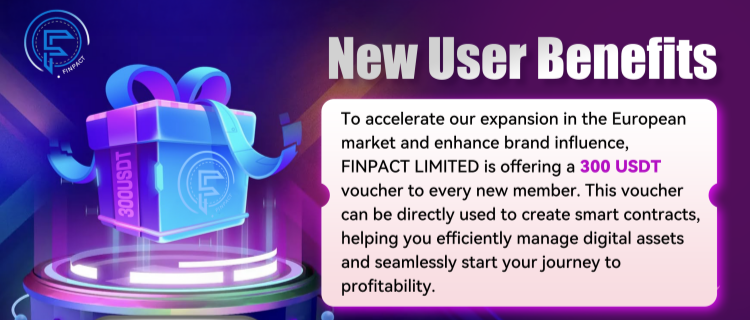 FINPACT
New User Benefits
300USDT
To accelerate our expansion in the European
market and enhance brand influence,
FINPACT LIMITED is offering a 300 USDT
voucher to every new member. This voucher
can be directly used to create smart contracts,
helping you efficiently manage digital assets
and seamlessly start your journey to
profitability.